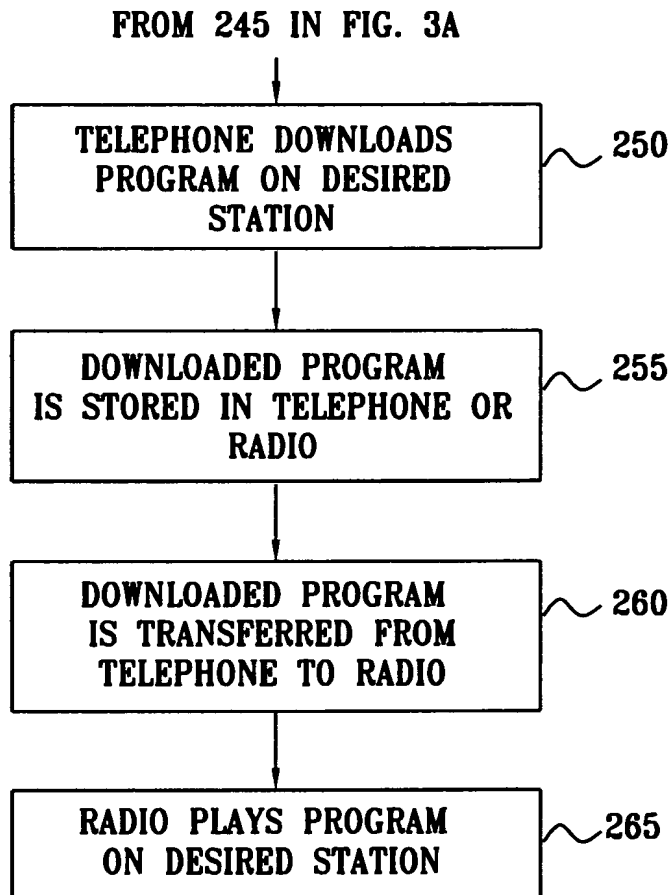 FROM 245 IN FIG. 3A
TELEPHONE DOWNLOADS
PROGRAM ON DESIRED
STATION
250
DOWNLOADED PROGRAM
IS STORED IN TELEPHONE OR
RADIO
255
DOWNLOADED PROGRAM
IS TRANSFERRED FROM
TELEPHONE TO RADIO
260
RADIO PLAYS PROGRAM
ON DESIRED STATION
265